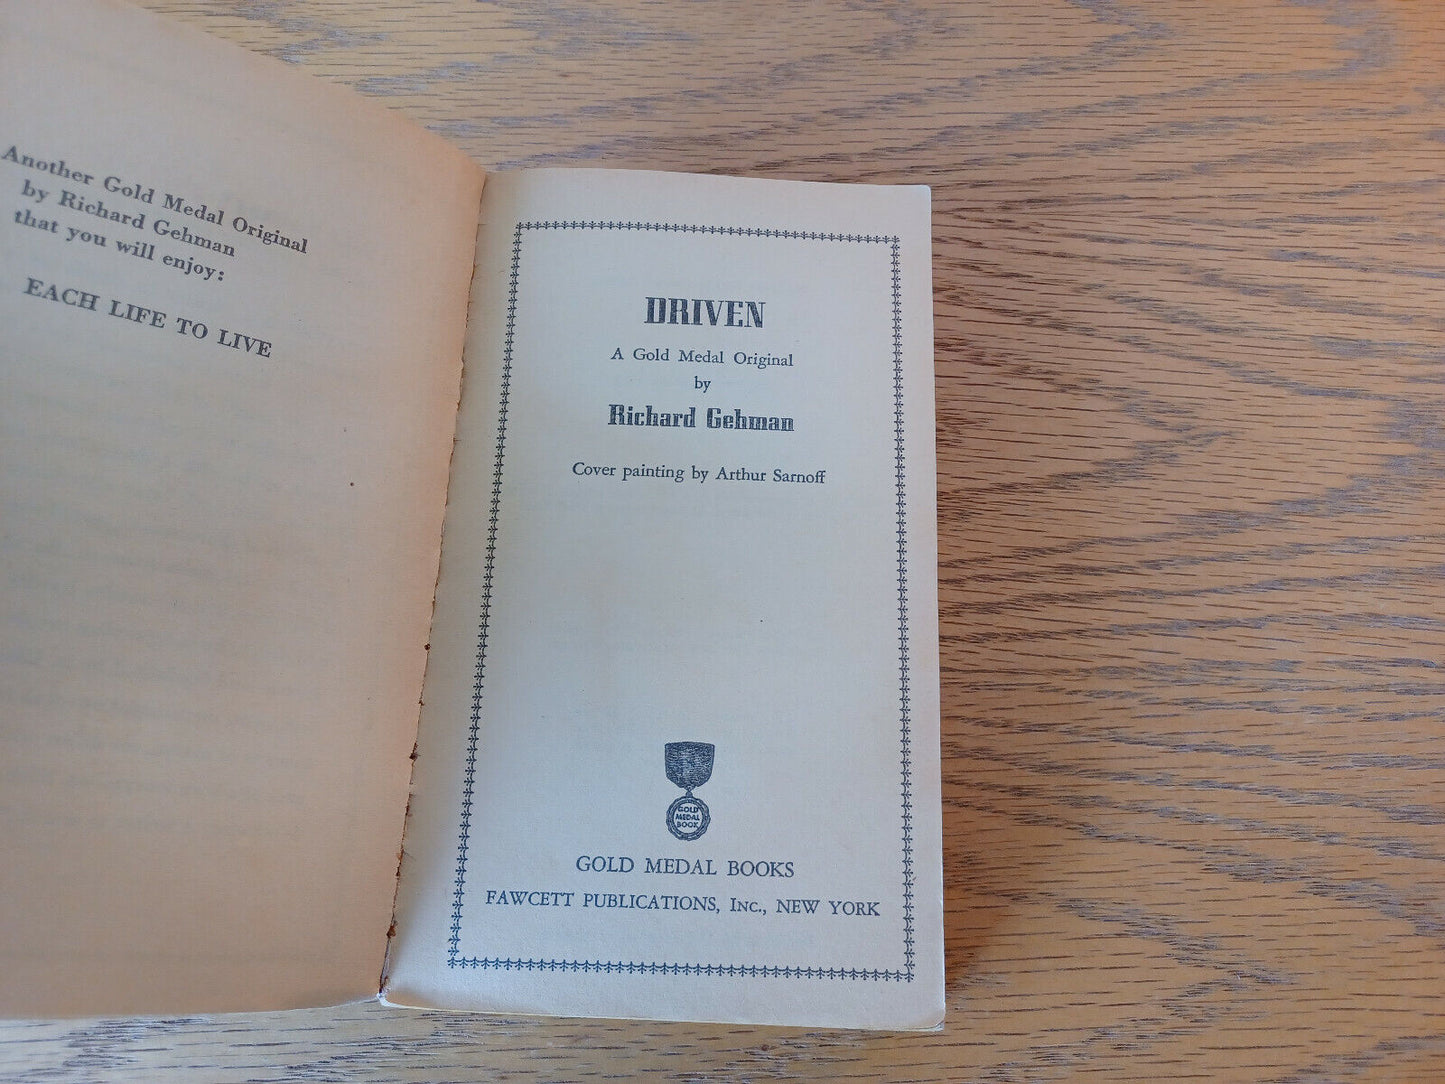 Another Gold Medal Original
by Richard Gehman
that you will enjoy:
EACH LIFE TO LIVE
DRIVEN
A Gold Medal Original
by
Richard Gehman
Cover painting by Arthur Sarnoff
GOLD
MEDAL
BOOK
GOLD MEDAL BOOKS
FAWCETT PUBLICATIONS, INC., NEW YORK